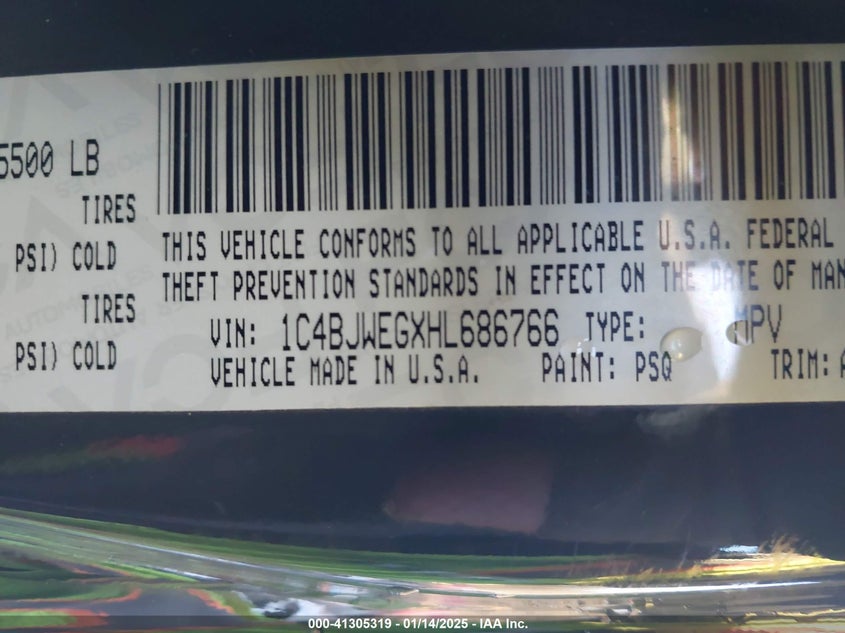 5500 LB
TIRES
PSI) COLD
TIRES
PSI) COLD
THIS VEHICLE CONFORMS TO ALL APPLICABLE U.S.A. FEDERAL
THEFT PREVENTION STANDARDS IN EFFECT ON THE DATE OF MAN
VIN: 1C4BJWEGXHL686766 TYPE: MPV
VEHICLE MADE IN U.S.A. PAINT: PSQ TRIM: A
000-41305319 - 01/14/2025 - IAA Inc.